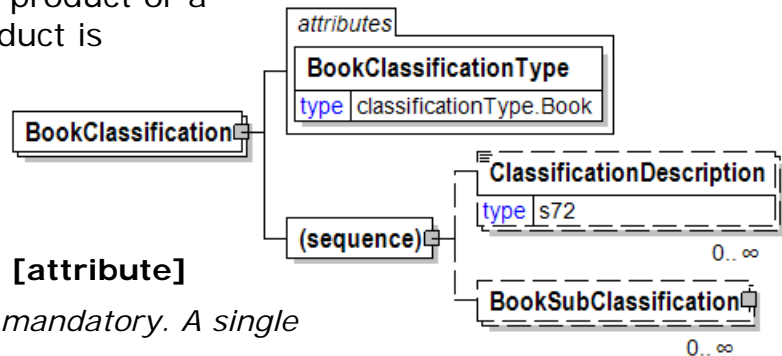 product or a
duct is
attributes
BookClassificationType
type classificationType.Book
BookClassification
ClassificationDescription
type s72
0.. ∞
(sequence)
[attribute]
mandatory. A single
BookSubClassification
0.. ∞